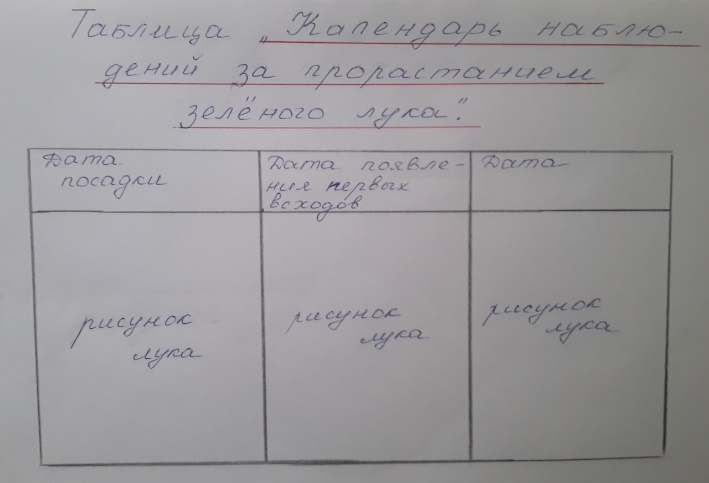 Таблица „Календарь наблю-
дений за прорастанием
зелёного лука".
Дата
посадки
Дата появле-
ния первых
всходов
Дата
рисунок
лука
рисунок
лука
рисунок
лука